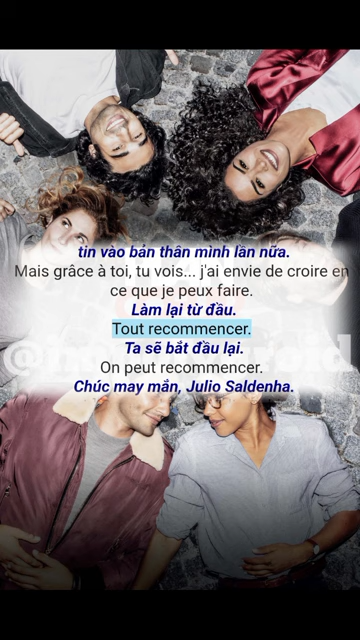 tin vào bản thân mình lần nữa.
Mais grâce à toi, tu vois... j'ai envie de croire en
ce que je peux faire.
Làm lại từ đầu.
Tout recommencer.
Ta sẽ bắt đầu lại.
On peut recommencer.
Chúc may mắn, Julio Saldenha.